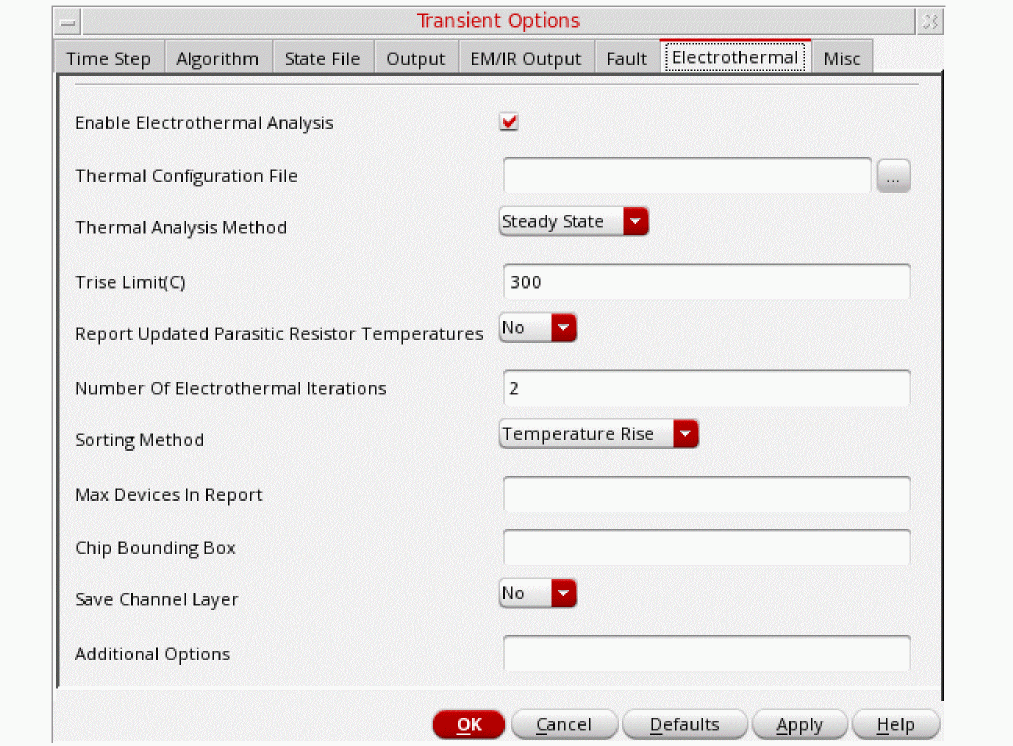 Transient Options
Time Step Algorithm State File Output EM/IR Output Fault Electrothermal Misc
Enable Electrothermal Analysis
Thermal Configuration File ...
Thermal Analysis Method Steady State
Trise Limit(C) 300
Report Updated Parasitic Resistor Temperatures No
Number Of Electrothermal Iterations 2
Sorting Method Temperature Rise
Max Devices In Report
Chip Bounding Box
Save Channel Layer No
Additional Options
OK Cancel Defaults Apply Help